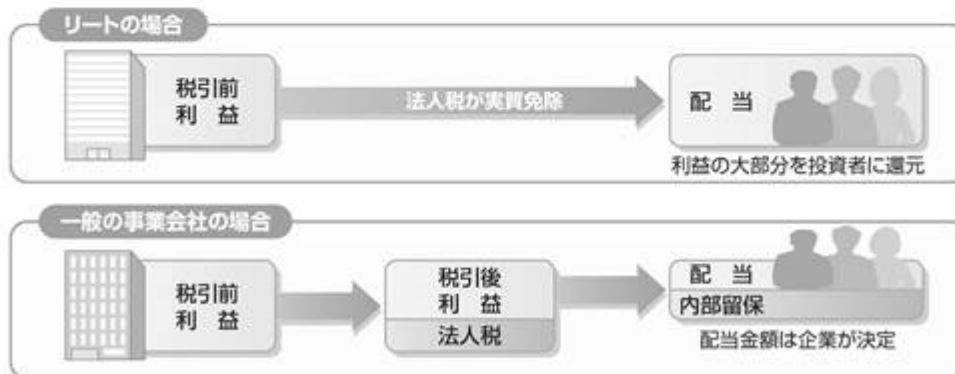 リートの場合
税引前
利　益
法人税が実質免除
配　当
利益の大部分を投資者に還元
一般の事業会社の場合
税引前
利　益
税引後
利　益
法人税
配　当
内部留保
配当金額は企業が決定